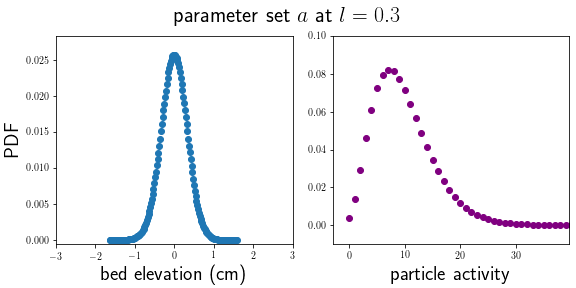 parameter set a at l = 0.3
PDF
0.025
0.020
0.015
0.010
0.005
0.000
−3 −2 −1 0 1 2 3
bed elevation (cm)
0.10
0.08
0.06
0.04
0.02
0.00
0 10 20 30
particle activity